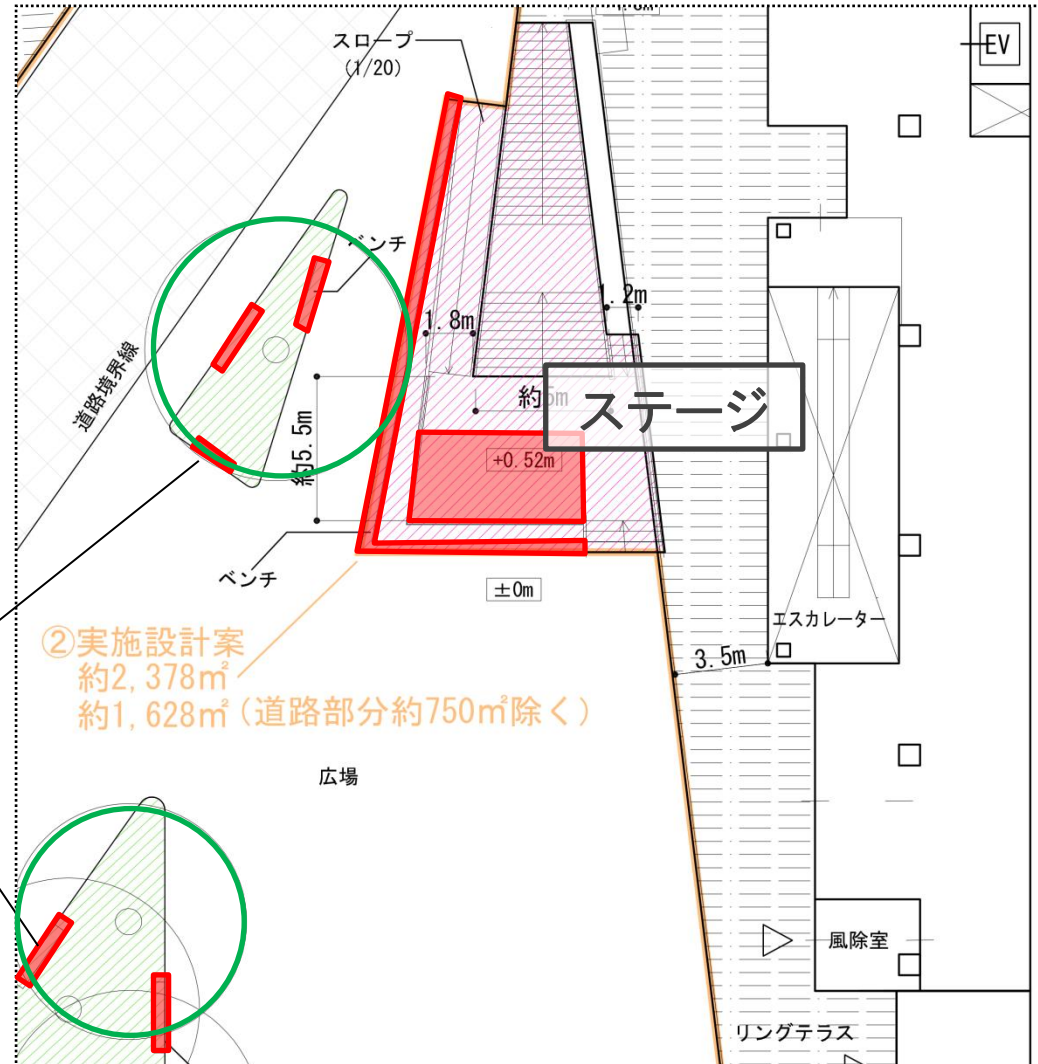 スロープ
(1/20)
EV
ベンチ
1.2m
1.8m
道路境界線
ステージ
約5m
約5.5m
+0.52m
ベンチ
±0m
エスカレーター
②実施設計案
約2,378㎡
約1,628㎡(道路部分約750㎡除く)
3.5m
広場
風除室
リングテラス